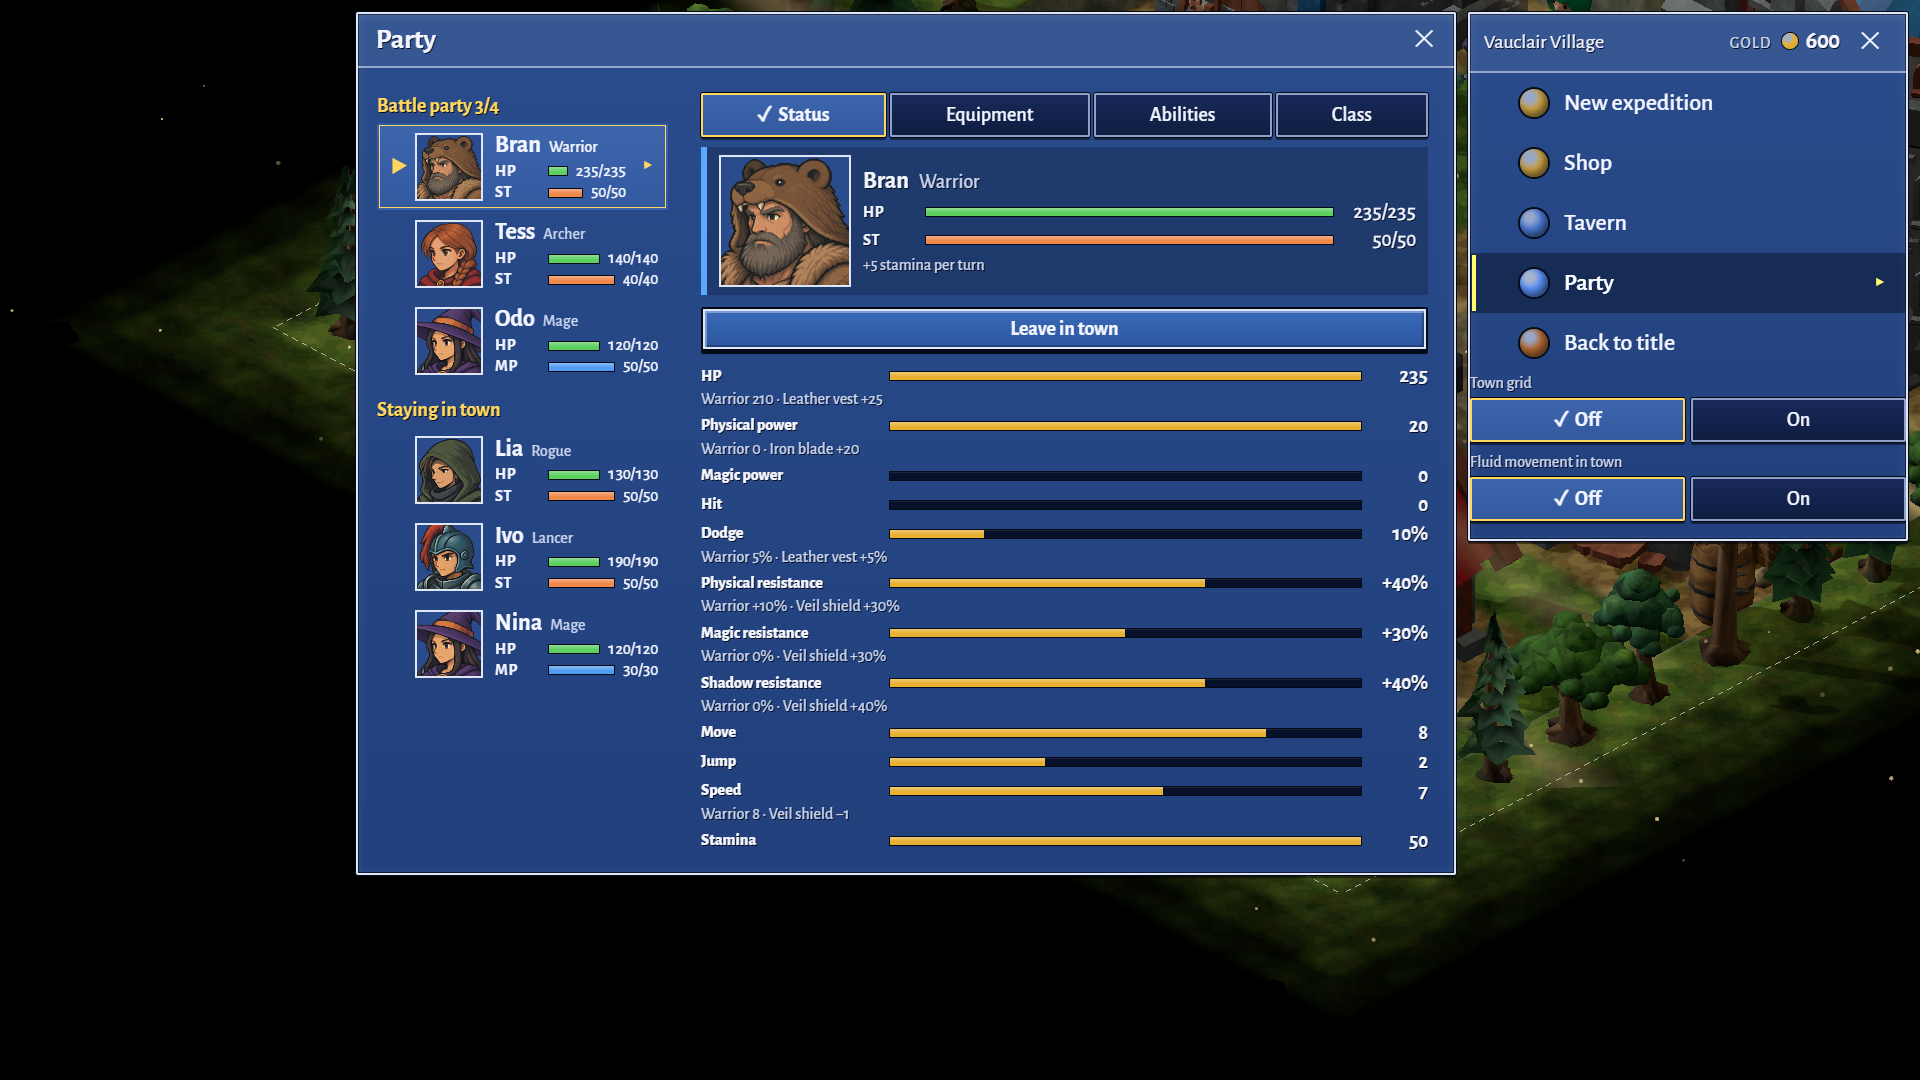 Party
Battle party 3/4
Bran Warrior
HP 235/235
ST 50/50
Tess Archer
HP 140/140
ST 40/40
Odo Mage
HP 120/120
MP 50/50
Staying in town
Lia Rogue
HP 130/130
ST 50/50
Ivo Lancer
HP 190/190
ST 50/50
Nina Mage
HP 120/120
MP 30/30
✓ Status
Equipment
Abilities
Class
Bran Warrior
HP 235/235
ST 50/50
+5 stamina per turn
Leave in town
HP 235
Warrior 210 · Leather vest +25
Physical power 20
Warrior 0 · Iron blade +20
Magic power 0
Hit 0
Dodge 10%
Warrior 5% · Leather vest +5%
Physical resistance +40%
Warrior +10% · Veil shield +30%
Magic resistance +30%
Warrior 0% · Veil shield +30%
Shadow resistance +40%
Warrior 0% · Veil shield +40%
Move 8
Jump 2
Speed 7
Warrior 8 · Veil shield −1
Stamina 50
Vauclair Village
GOLD 600
New expedition
Shop
Tavern
Party
Back to title
Town grid
✓ Off
On
Fluid movement in town
✓ Off
On